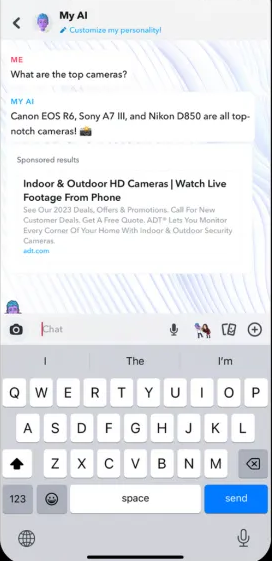 My AI
Customize my personality!
ME
What are the top cameras?
MY AI
Canon EOS R6, Sony A7 III, and Nikon D850 are all top-
notch cameras! 📸
Sponsored results
Indoor & Outdoor HD Cameras | Watch Live
Footage From Phone
See Our 2023 Deals, Offers & Promotions. Call For New
Customer Deals. Get A Free Quote. ADT® Lets You Monitor
Every Corner Of Your Home With Indoor & Outdoor Security
Cameras
adt.com
Chat
I The I'm
Q W E R T Y U I O P
A S D F G H J K L
Z X C V B N M
123 space send